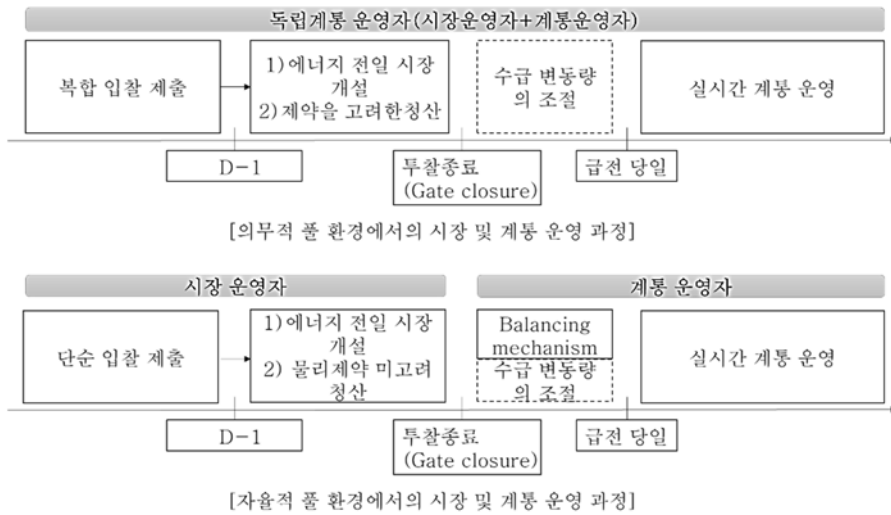 독립계통 운영자(시장운영자+계통운영자)
복합 입찰 제출
1)에너지 전일 시장
개설
2)제약을 고려한청산
수급 변동량
의 조절
실시간 계통 운영
D-1
투찰종료
(Gate closure)
급전 당일
[의무적 풀 환경에서의 시장 및 계통 운영 과정]
시장 운영자
계통 운영자
단순 입찰 제출
1)에너지 전일 시장
개설
2) 물리제약 미고려
청산
Balancing
mechanism
수급 변동량
의 조절
실시간 계통 운영
D-1
투찰종료
(Gate closure)
급전 당일
[자율적 풀 환경에서의 시장 및 계통 운영 과정]